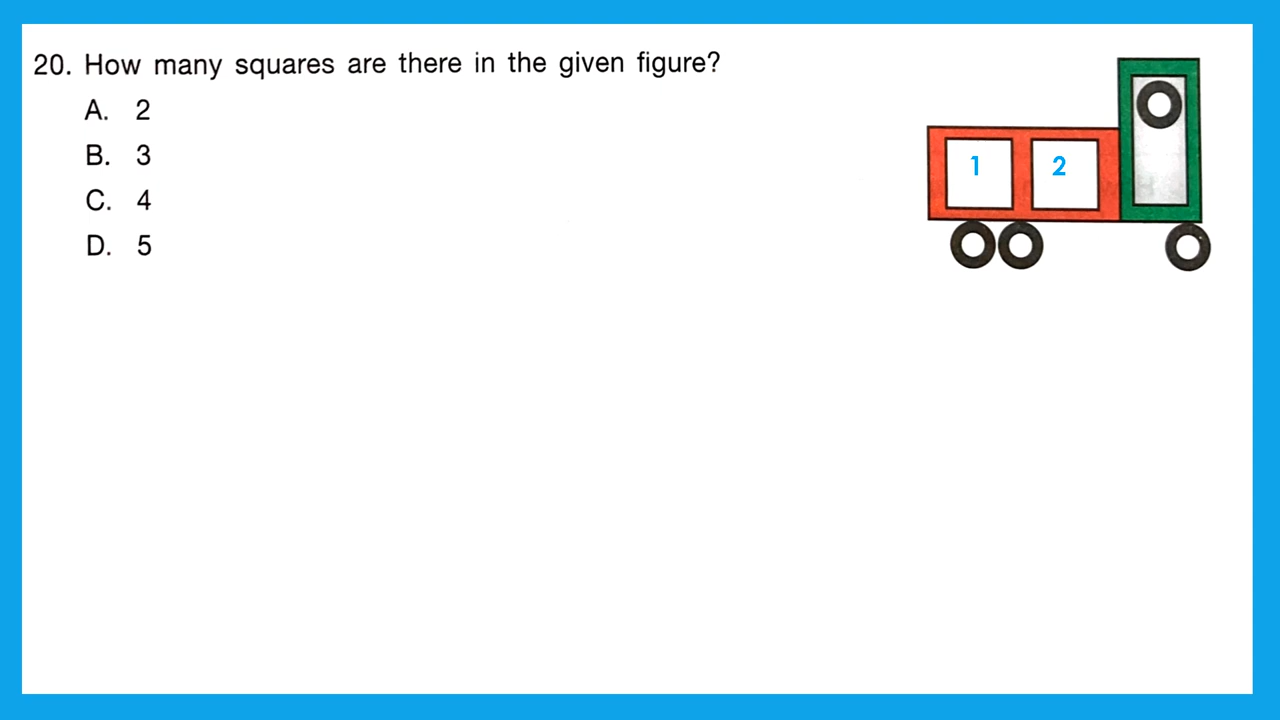 20. How many squares are there in the given figure?
A. 2
B. 3
C. 4
D. 5
1 2